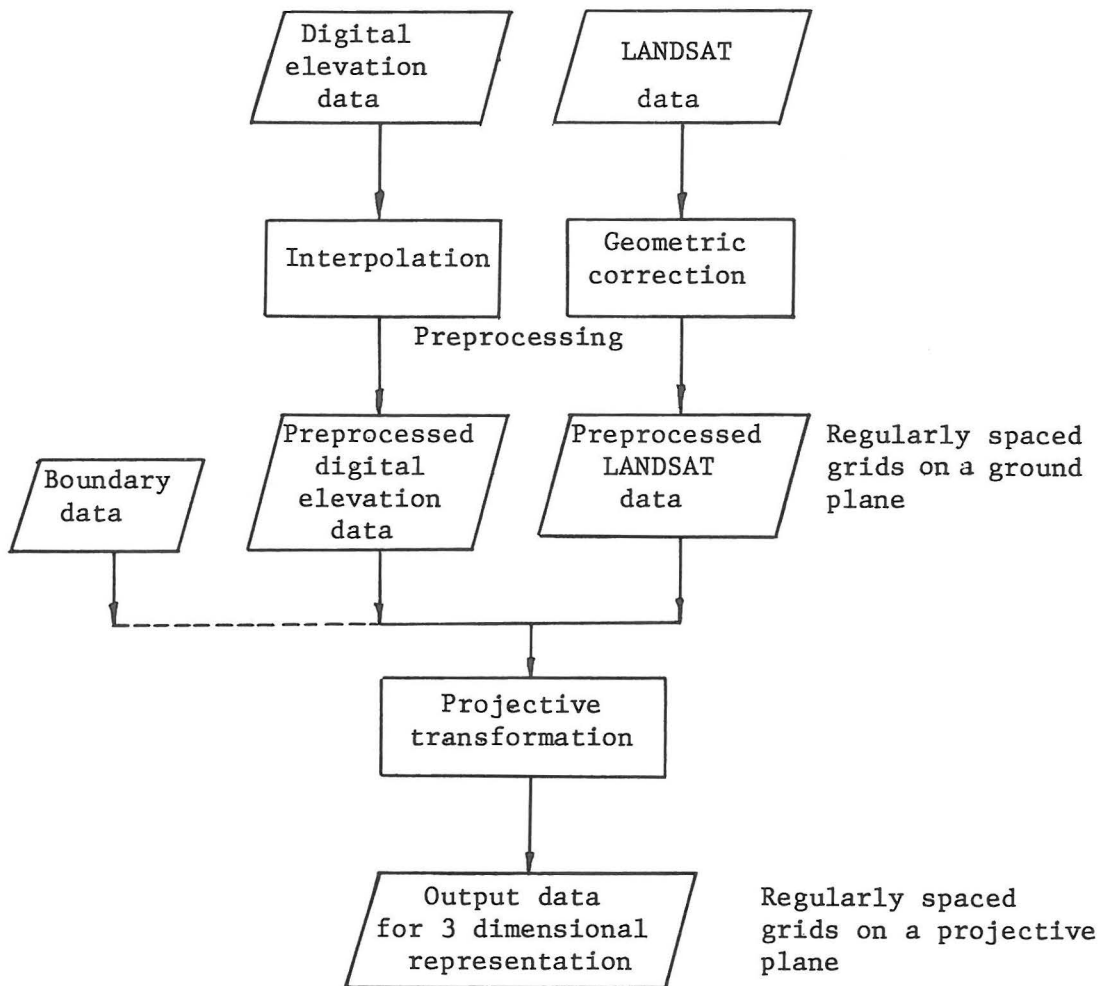 Digital
elevation
data
LANDSAT
data
Interpolation
Geometric
correction
Preprocessing
Boundary
data
Preprocessed
digital
elevation
data
Preprocessed
LANDSAT
data
Regularly spaced
grids on a ground
plane
Projective
transformation
Output data
for 3 dimensional
representation
Regularly spaced
grids on a projective
plane